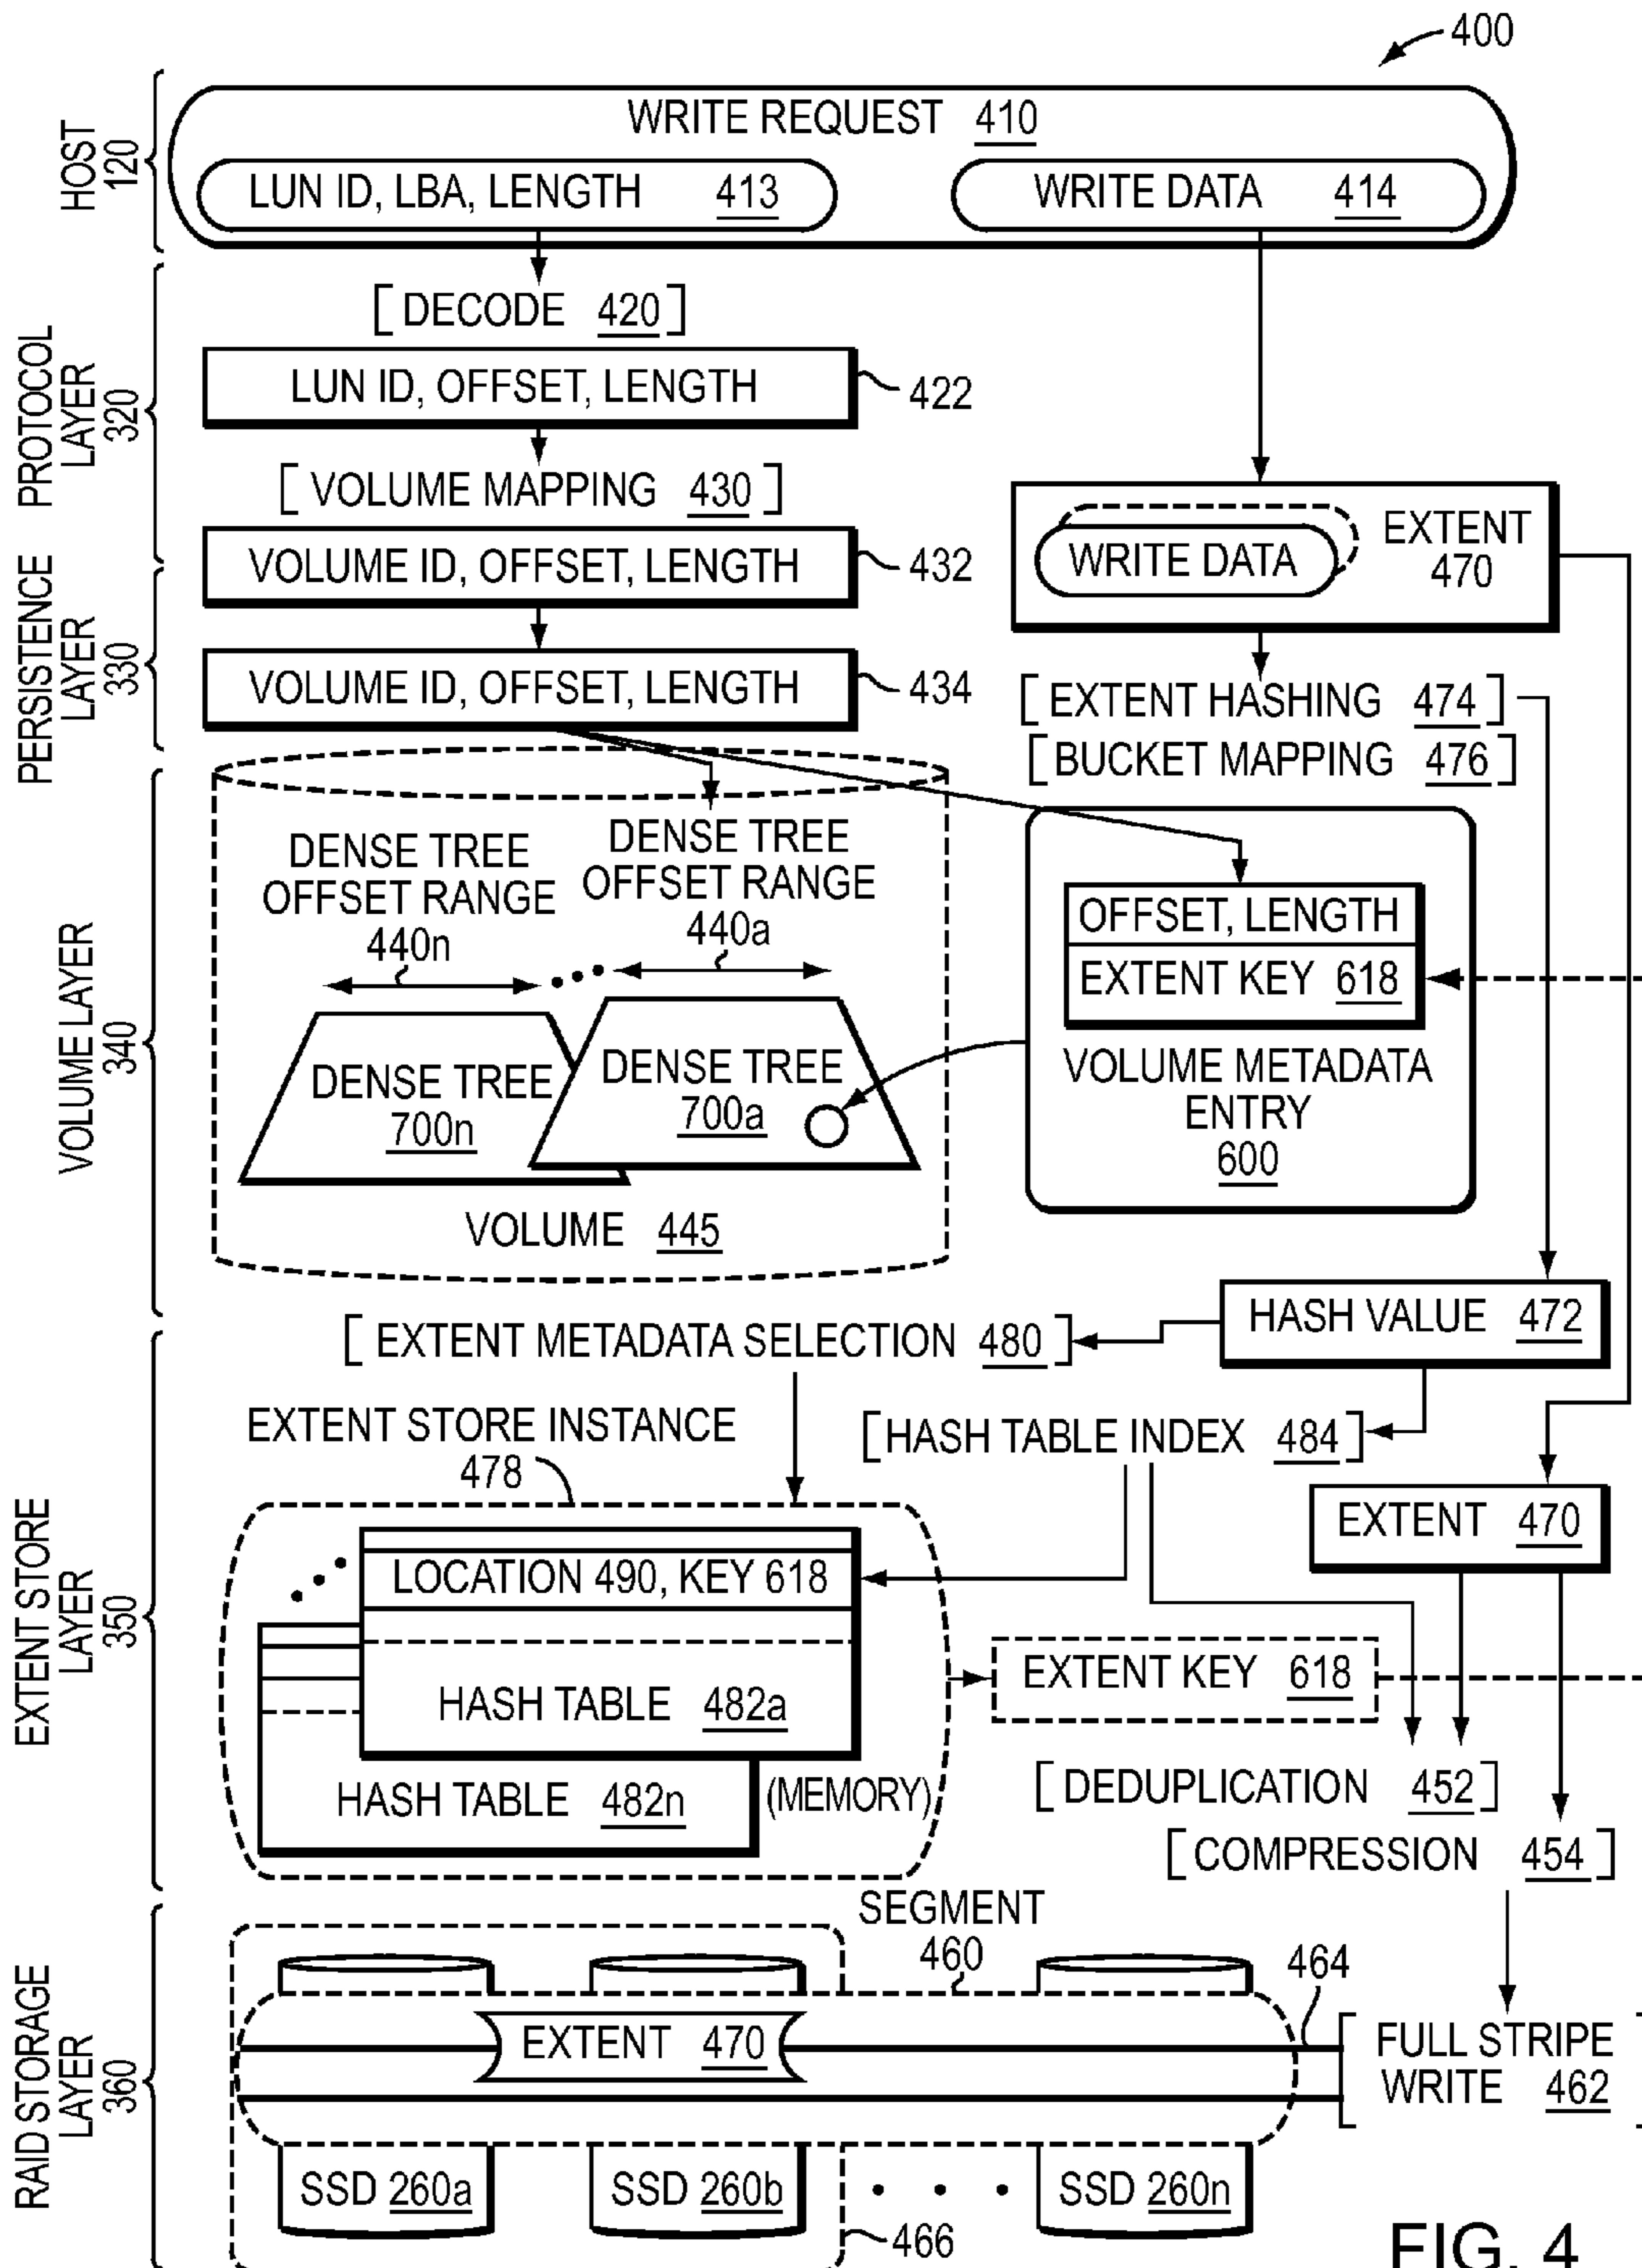 400
HOST
120
WRITE REQUEST 410
LUN ID, LBA, LENGTH 413
WRITE DATA 414
PROTOCOL
LAYER
320
[DECODE 420]
LUN ID, OFFSET, LENGTH
422
[VOLUME MAPPING 430]
VOLUME ID, OFFSET, LENGTH
432
WRITE DATA
EXTENT
470
PERSISTENCE
LAYER
330
VOLUME ID, OFFSET, LENGTH
434
[EXTENT HASHING 474]
[BUCKET MAPPING 476]
VOLUME LAYER
340
DENSE TREE
OFFSET RANGE
440n
DENSE TREE
OFFSET RANGE
440a
DENSE TREE
700n
DENSE TREE
700a
VOLUME 445
OFFSET, LENGTH
EXTENT KEY 618
VOLUME METADATA
ENTRY
600
HASH VALUE 472
EXTENT STORE
LAYER
350
[EXTENT METADATA SELECTION 480]
EXTENT STORE INSTANCE
478
[HASH TABLE INDEX 484]
EXTENT 470
LOCATION 490, KEY 618
HASH TABLE 482a
HASH TABLE 482n
(MEMORY)
EXTENT KEY 618
[DEDUPLICATION 452]
[COMPRESSION 454]
RAID STORAGE
LAYER
360
SEGMENT
460
464
EXTENT 470
[FULL STRIPE
WRITE 462]
SSD 260a
SSD 260b
• • •
SSD 260n
466
FIG. 4